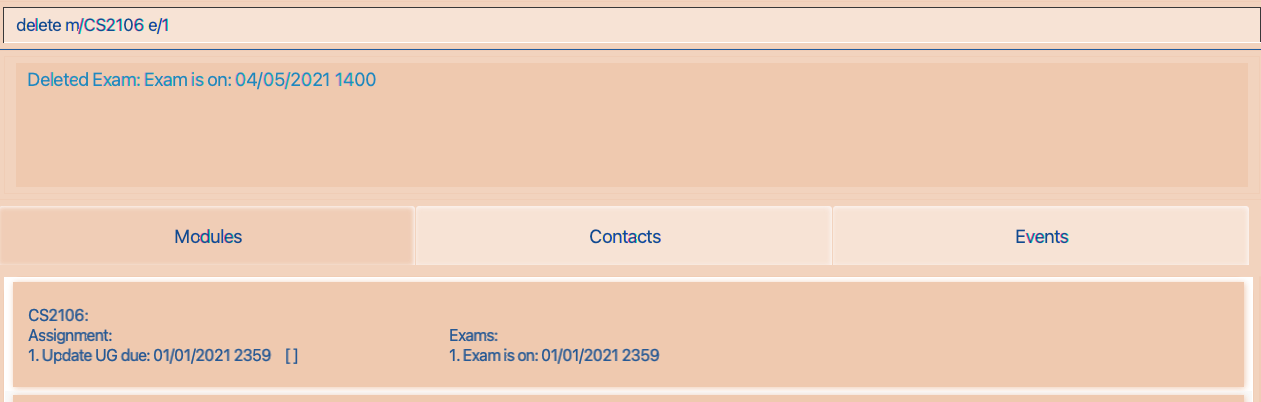 delete m/CS2106 e/1
Deleted Exam: Exam is on: 04/05/2021 1400
Modules
Contacts
Events
CS2106:
Assignment:
1. Update UG due: 01/01/2021 2359 [ ]
Exams:
1. Exam is on: 01/01/2021 2359